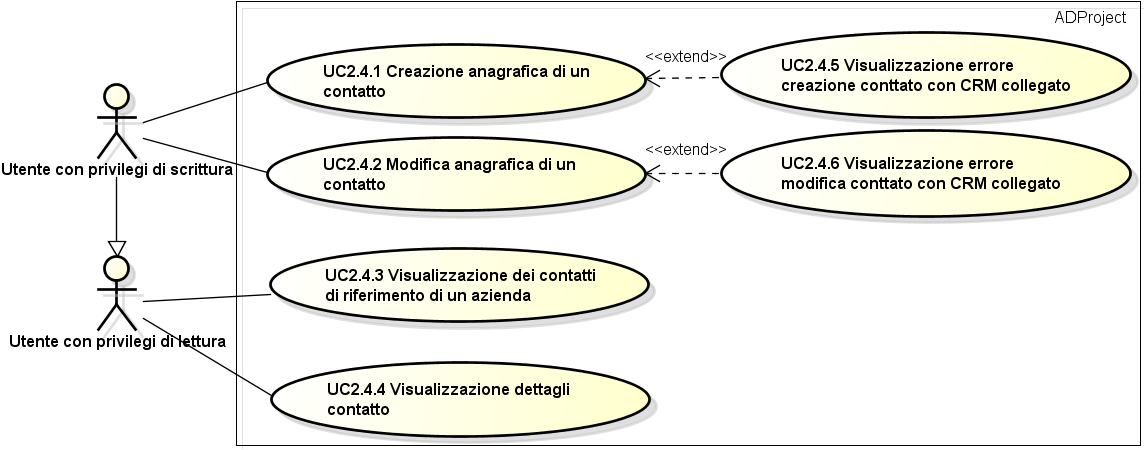 ADProject
UC2.4.1 Creazione anagrafica di un
contatto
<<extend>>
UC2.4.5 Visualizzazione errore
creazione conttato con CRM collegato
Utente con privilegi di scrittura
UC2.4.2 Modifica anagrafica di un
contatto
<<extend>>
UC2.4.6 Visualizzazione errore
modifica conttato con CRM collegato
UC2.4.3 Visualizzazione dei contatti
di riferimento di un azienda
Utente con privilegi di lettura
UC2.4.4 Visualizzazione dettagli
contatto